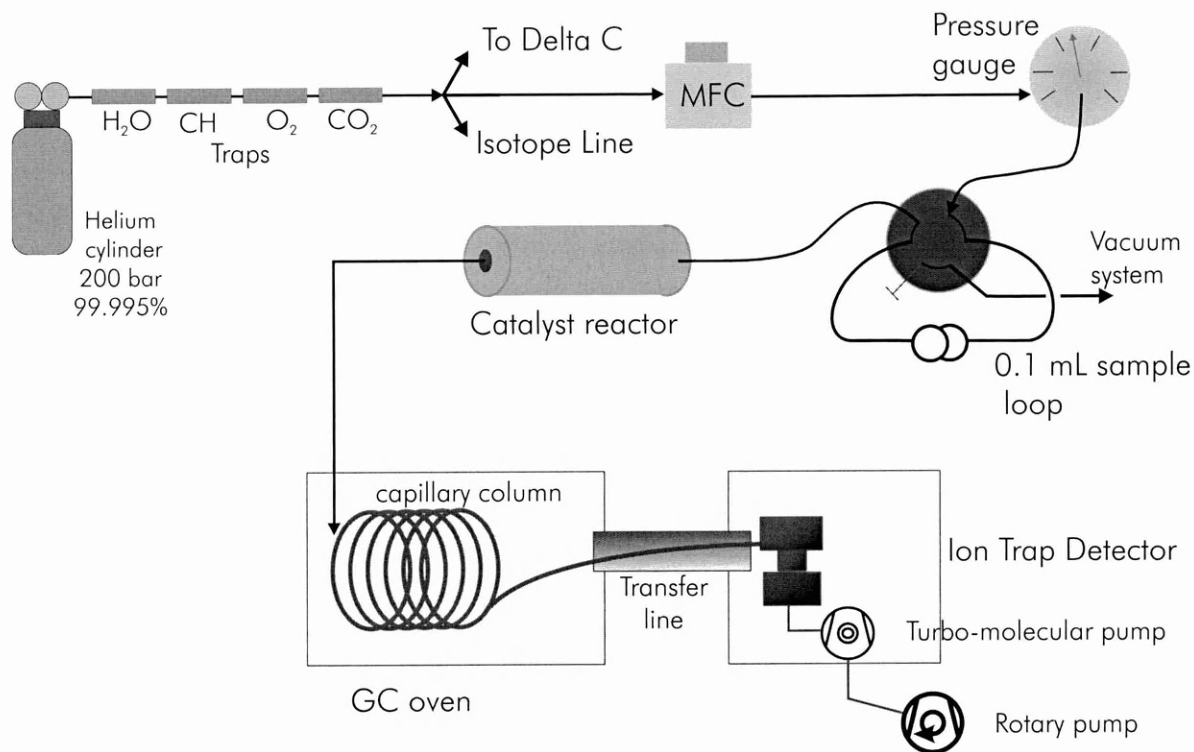 To Delta C
Pressure
gauge
MFC
H₂O
CH
O₂
CO₂
Traps
Isotope Line
Helium
cylinder
200 bar
99.995%
Vacuum
system
Catalyst reactor
0.1 mL sample
loop
capillary column
Ion Trap Detector
Transfer
line
Turbo-molecular pump
GC oven
Rotary pump